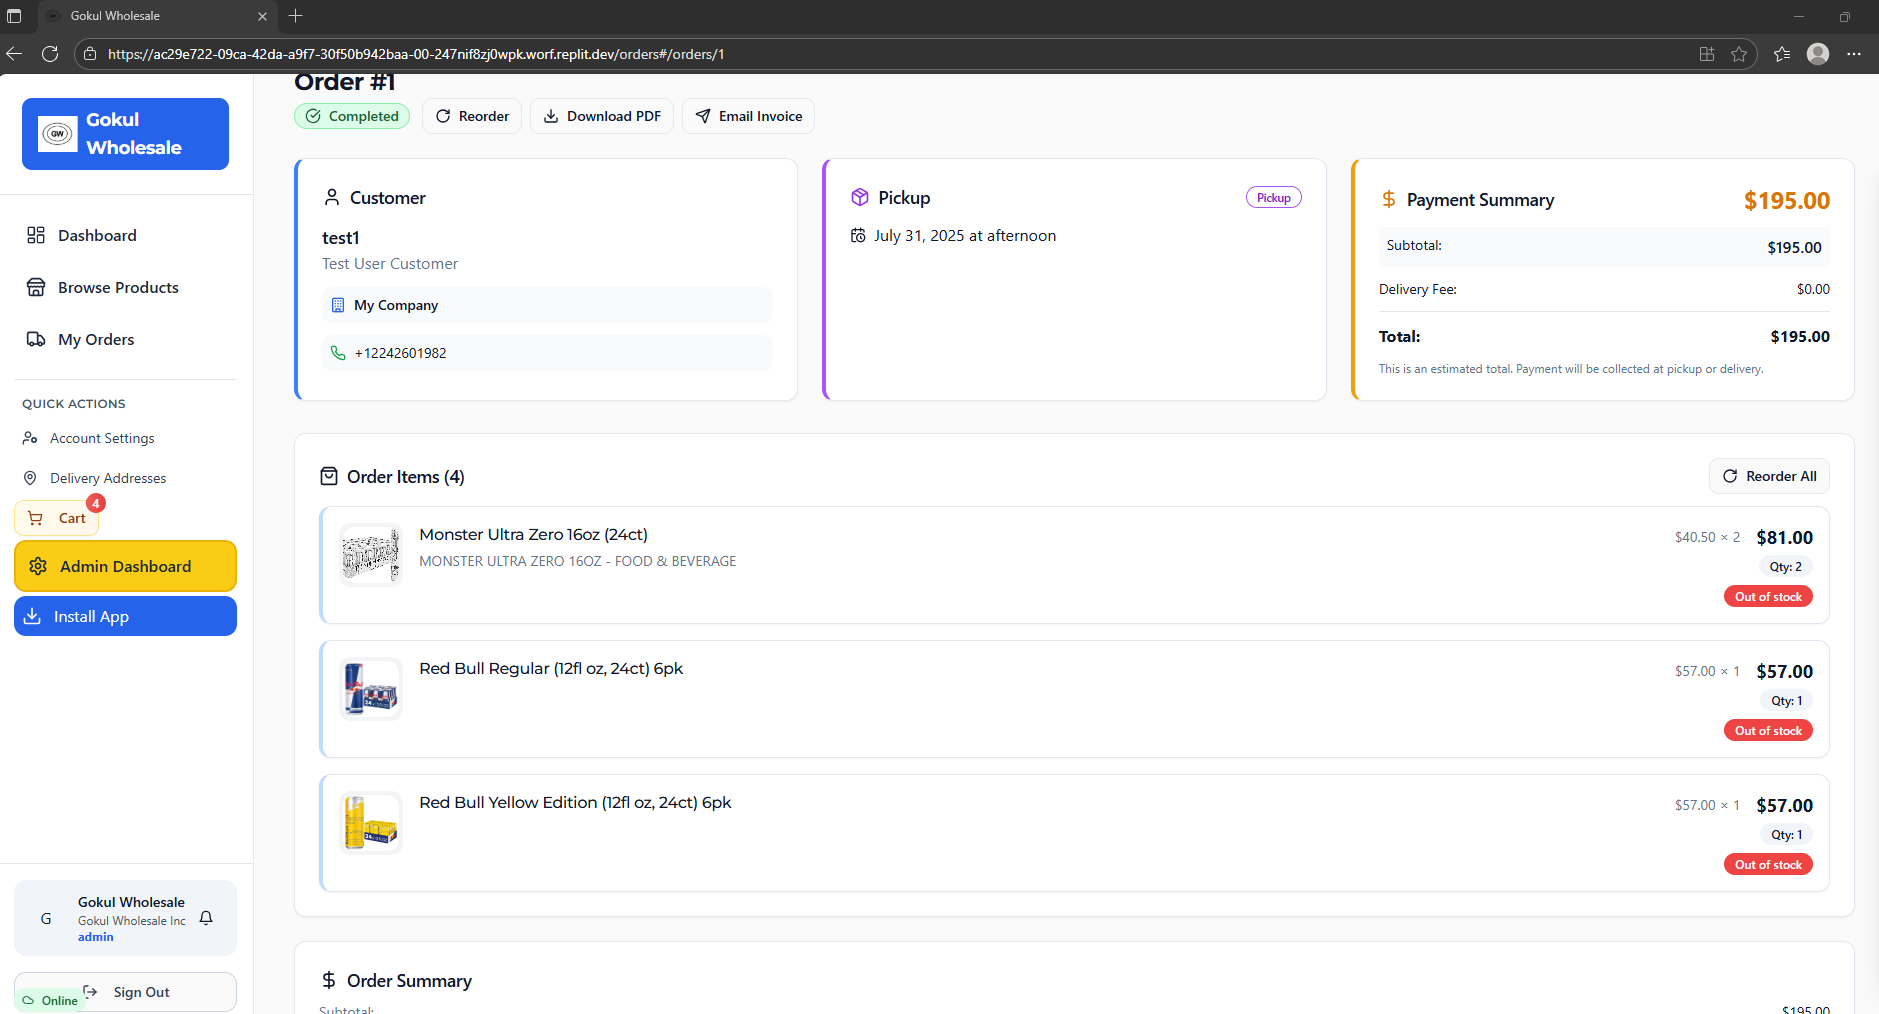 Gokul Wholesale
https://ac29e722-09ca-42da-a9f7-30f50b942baa-00-247nif8zj0wpk.worf.replit.dev/orders#/orders/1
GW
Gokul
Wholesale
Dashboard
Browse Products
My Orders
QUICK ACTIONS
Account Settings
Delivery Addresses
Cart
4
Admin Dashboard
Install App
G
Gokul Wholesale
Gokul Wholesale Inc
admin
Sign Out
Online
Order #1
Completed
Reorder
Download PDF
Email Invoice
Customer
test1
Test User Customer
My Company
+12242601982
Pickup
Pickup
July 31, 2025 at afternoon
Payment Summary
$195.00
Subtotal:
$195.00
Delivery Fee:
$0.00
Total:
$195.00
This is an estimated total. Payment will be collected at pickup or delivery.
Order Items (4)
Reorder All
Monster Ultra Zero 16oz (24ct)
MONSTER ULTRA ZERO 16OZ - FOOD & BEVERAGE
$40.50 × 2
$81.00
Qty: 2
Out of stock
Red Bull Regular (12fl oz, 24ct) 6pk
$57.00 × 1
$57.00
Qty: 1
Out of stock
Red Bull Yellow Edition (12fl oz, 24ct) 6pk
$57.00 × 1
$57.00
Qty: 1
Out of stock
Order Summary
Subtotal:
$195.00